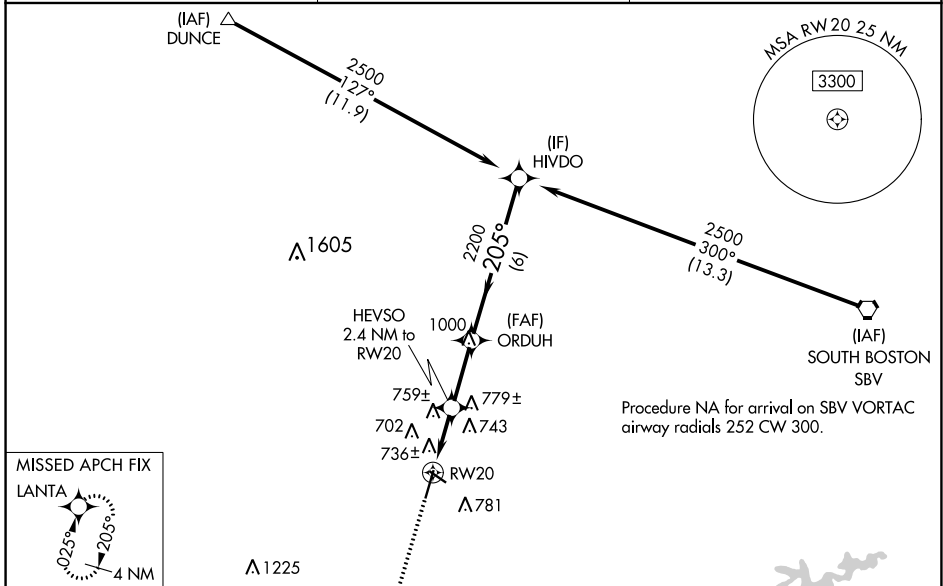 (IAF)
DUNCE
2500
127°
(11.9)
MSA RW 20 25 NM
3300
(IF)
HIVDO
2500
300°
(13.3)
1605
2200
205°
(6)
HEVSO
2.4 NM to
RW20
1000
(FAF)
ORDUH
(IAF)
SOUTH BOSTON
SBV
759±
779±
Procedure NA for arrival on SBV VORTAC
airway radials 252 CW 300.
702
743
736±
MISSED APCH FIX
LANTA
RW20
781
025°
205°
4 NM
1225